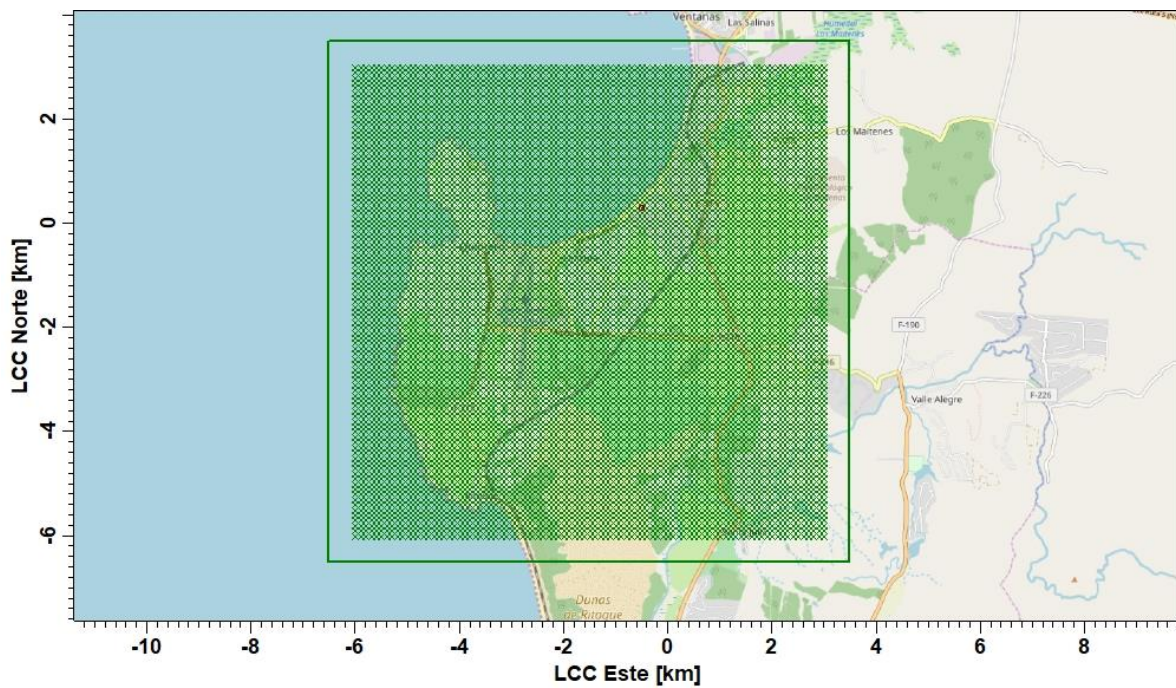 Ventanas
Las Salinas
Humedal
Los Maitenes
Los Maitenes
F-190
Valle Alegre
F-226
Dunas
de Ritoque
2
0
-2
-4
-6
LCC Norte [km]
-10
-8
-6
-4
-2
0
2
4
6
8
LCC Este [km]